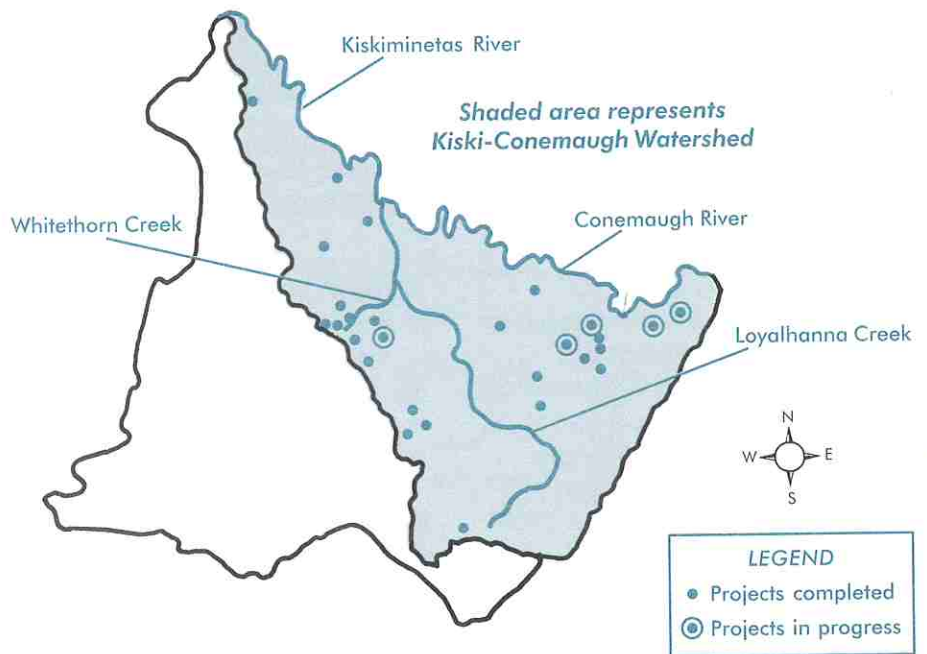 Kiskiminetas River
Shaded area represents
Kiski-Conemaugh Watershed
Whitethorn Creek
Conemaugh River
Loyalhanna Creek
N
W E
S
LEGEND
Projects completed
Projects in progress